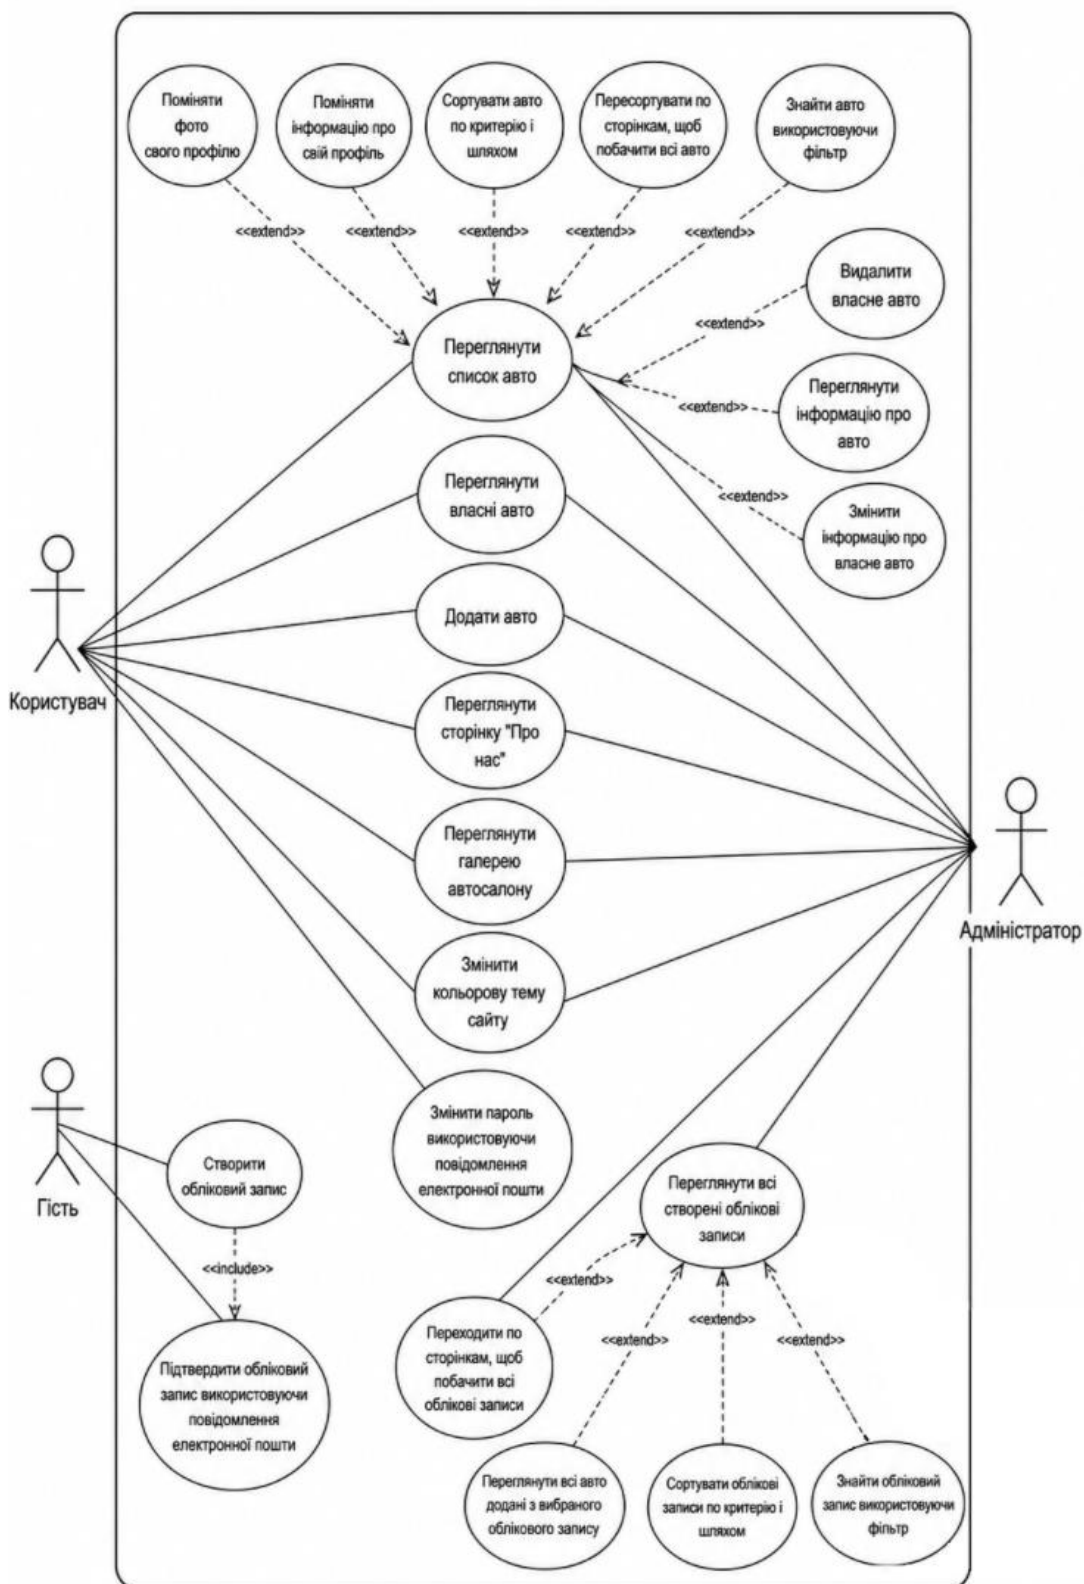 Поміняти
фото
свого профілю
Поміняти
інформацію про
свій профіль
Сортувати авто
по критерію і
шляхом
Пересортувати по
сторінкам, щоб
побачити всі авто
Знайти авто
використовуючи
фільтр
<<extend>>
<<extend>>
<<extend>>
<<extend>>
<<extend>>
Видалити
власне авто
<<extend>>
Переглянути
список авто
Переглянути
інформацію про
авто
<<extend>>
Переглянути
власні авто
<<extend>>
Змінити
інформацію про
власне авто
Додати авто
Користувач
Переглянути
сторінку "Про
нас"
Переглянути
галерею
автосалону
Адміністратор
Змінити
кольорову тему
сайту
Змінити пароль
використовуючи
повідомлення
електронної пошти
Створити
обліковий запис
Гість
Переглянути всі
створені облікові
записи
<<include>>
<<extend>>
<<extend>>
<<extend>>
<<extend>>
Переходити по
сторінкам, щоб
побачити всі
облікові записи
Підтвердити обліковий
запис використовуючи
повідомлення
електронної пошти
Переглянути всі авто
додані з вибраного
облікового запису
Сортувати облікові
записи по критерію і
шляхом
Знайти обліковий
запис використовуючи
фільтр